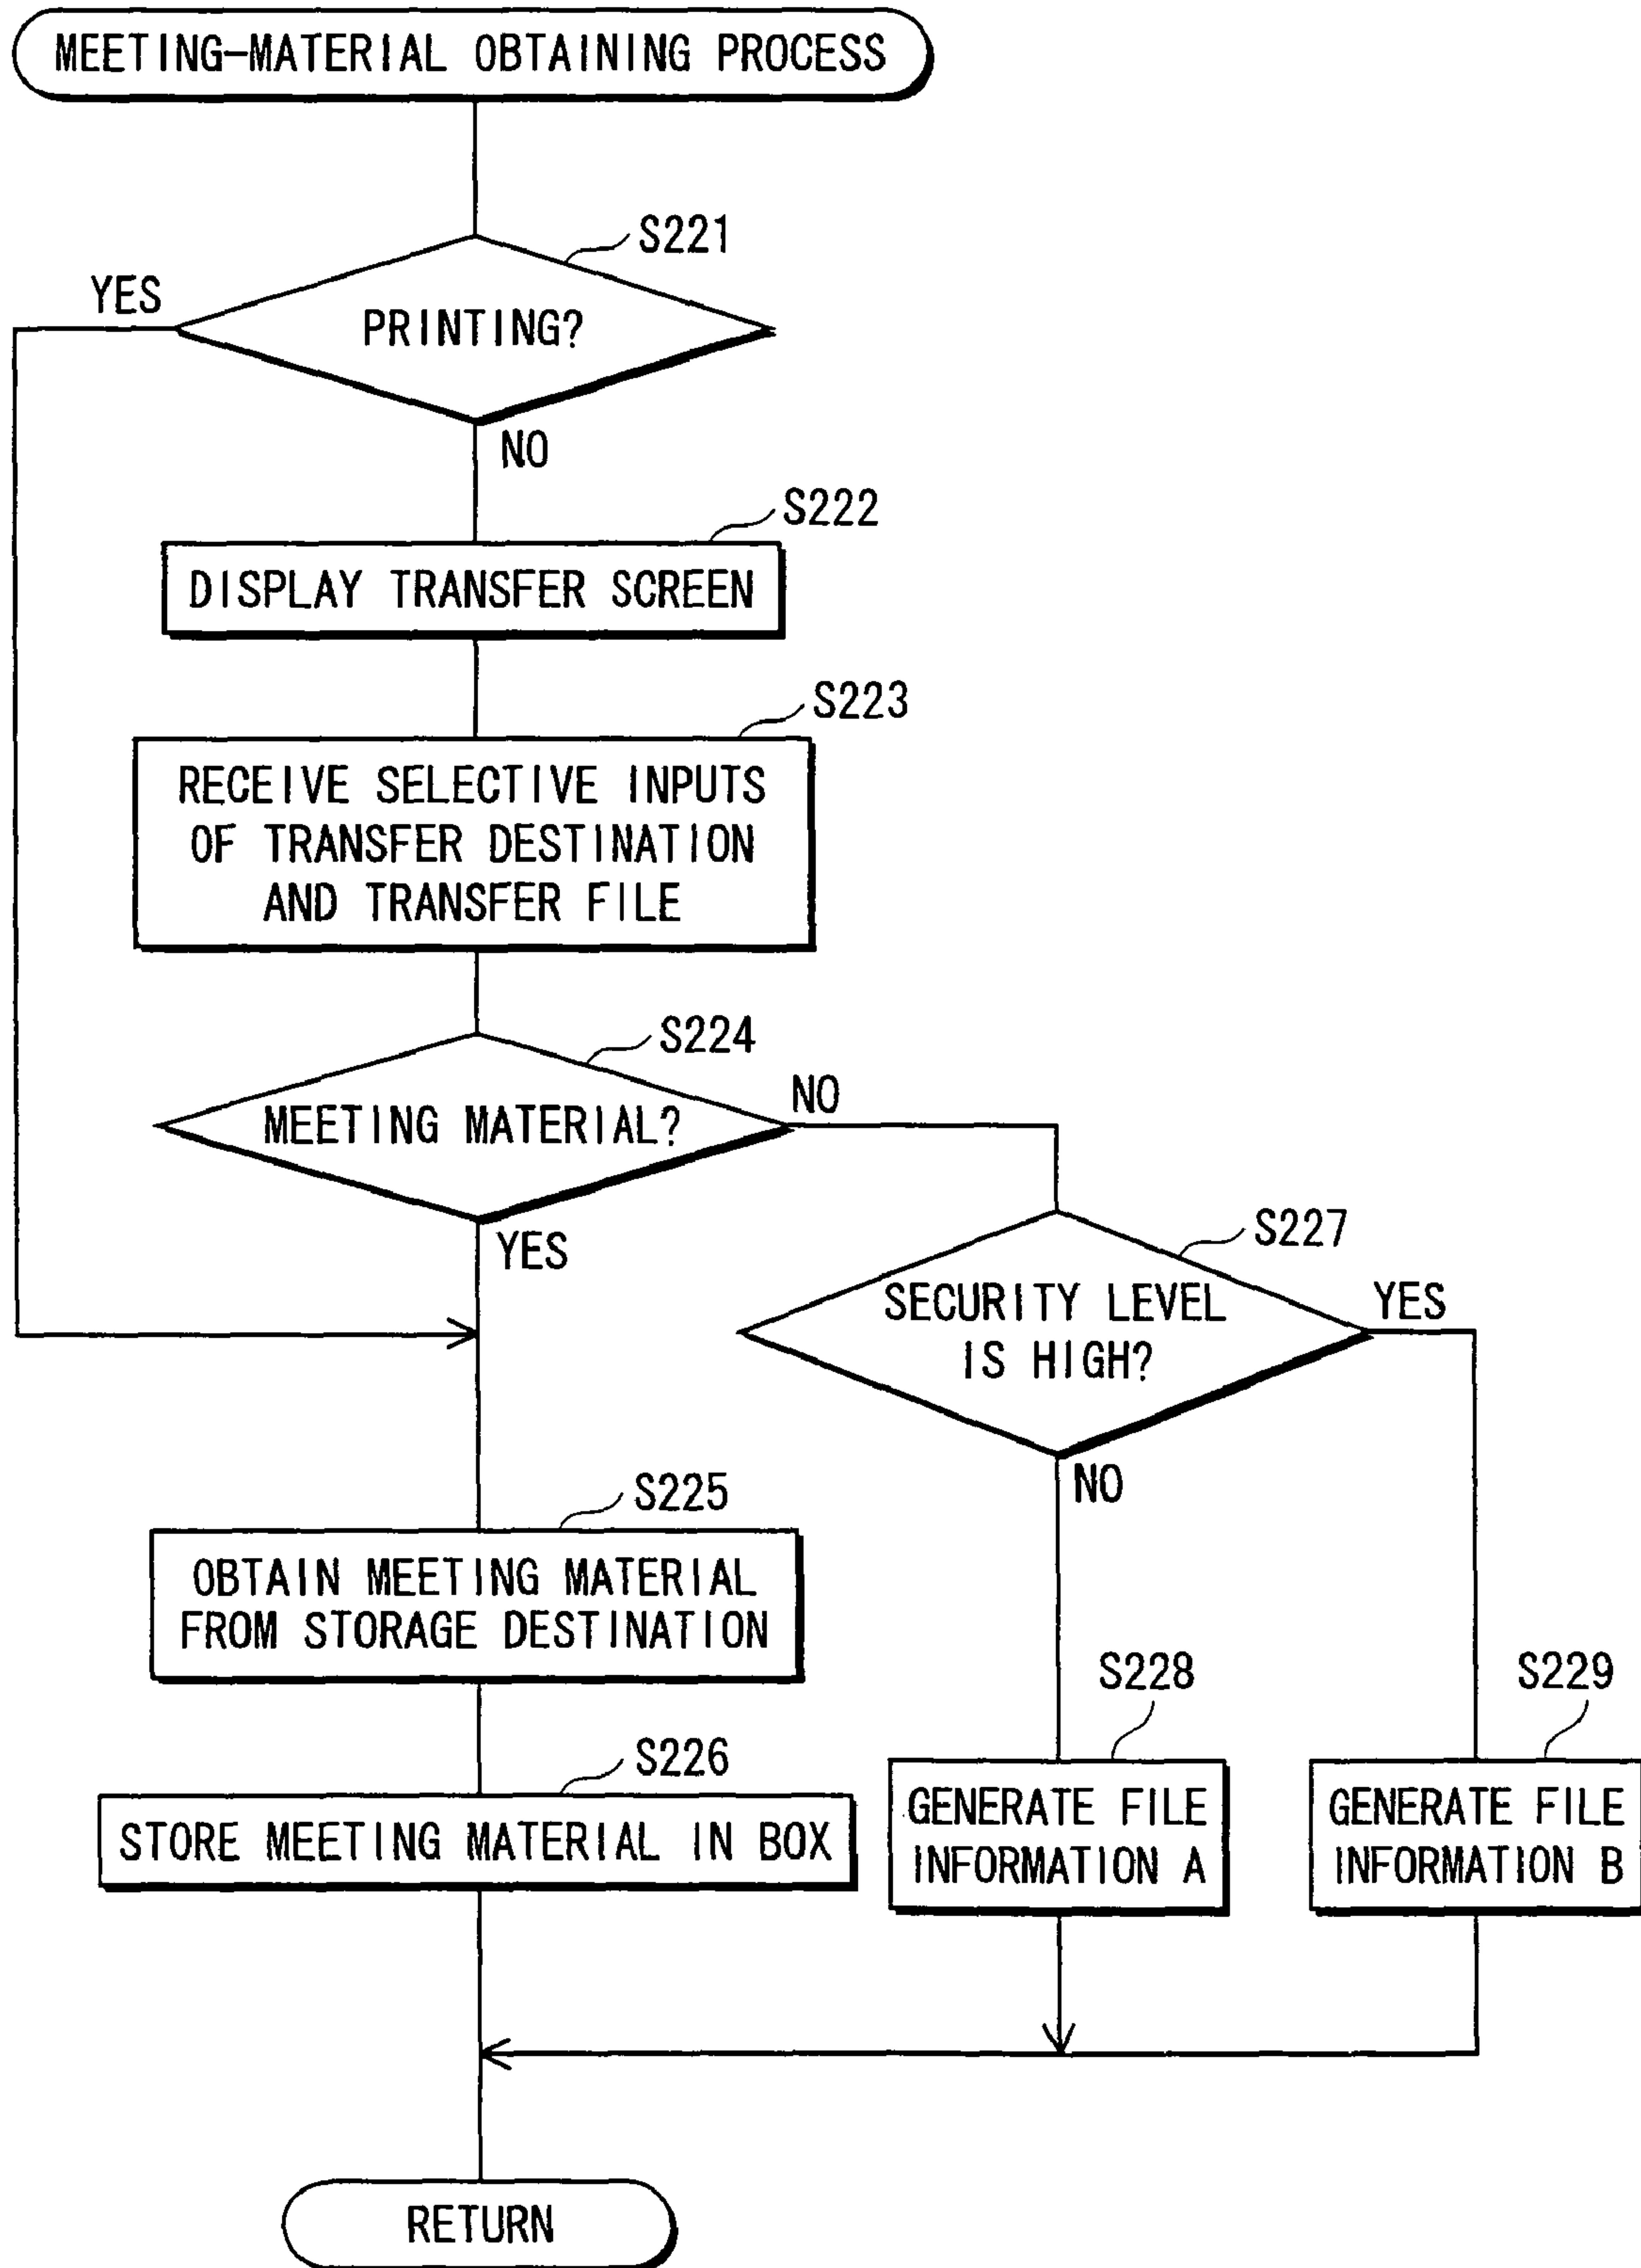 MEETING-MATERIAL OBTAINING PROCESS
S221
YES
PRINTING?
NO
S222
DISPLAY TRANSFER SCREEN
S223
RECEIVE SELECTIVE INPUTS
OF TRANSFER DESTINATION
AND TRANSFER FILE
S224
NO
MEETING MATERIAL?
YES
S227
SECURITY LEVEL
IS HIGH?
YES
NO
S225
OBTAIN MEETING MATERIAL
FROM STORAGE DESTINATION
S226
STORE MEETING MATERIAL IN BOX
S228
GENERATE FILE
INFORMATION A
S229
GENERATE FILE
INFORMATION B
RETURN